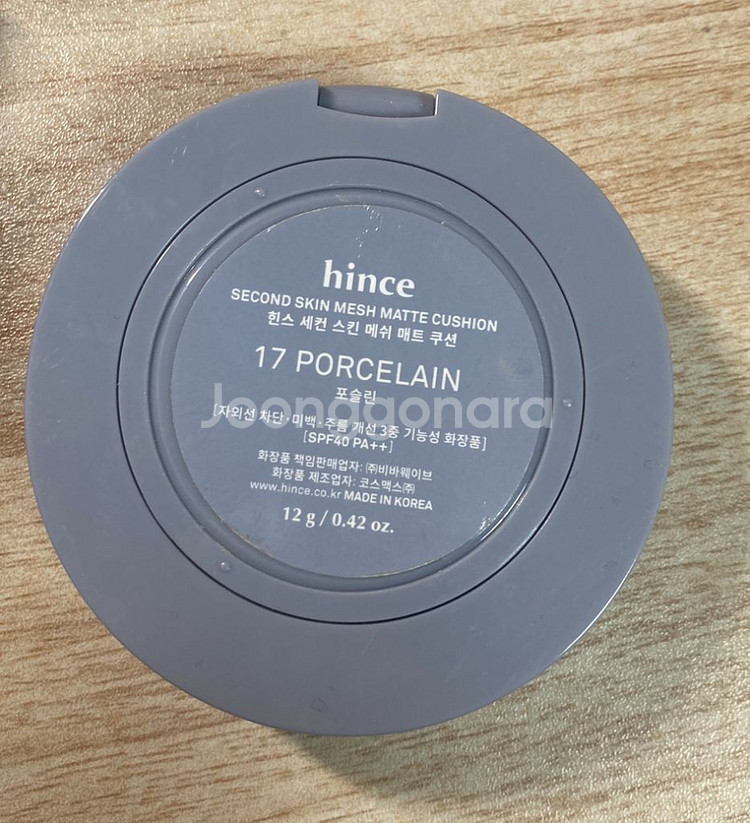 hince
SECOND SKIN MESH MATTE CUSHION
힌스 세컨 스킨 메쉬 매트 쿠션
17 PORCELAIN
포슬린
Joonggonara
[자외선 차단·미백·주름 개선 3중 기능성 화장품]
[SPF40 PA++]
화장품 책임판매업자: ㈜비바웨이브
화장품 제조업자: 코스맥스㈜
www.hince.co.kr MADE IN KOREA
12 g / 0.42 oz.